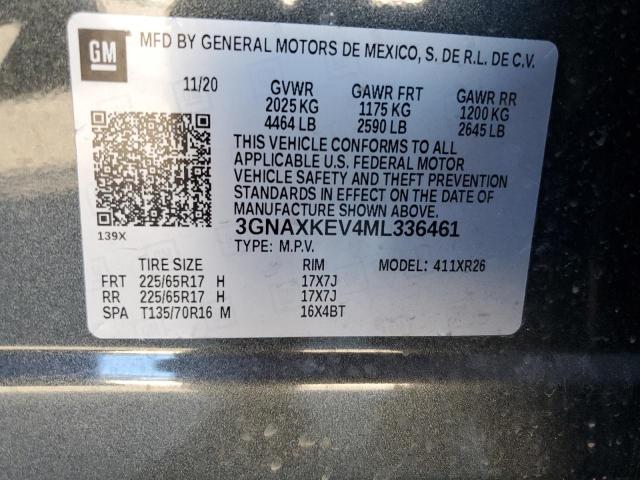 GM MFD BY GENERAL MOTORS DE MEXICO, S. DE R.L. DE C.V.
11/20 GVWR GAWR FRT GAWR RR
2025 KG 1175 KG 1200 KG
4464 LB 2590 LB 2645 LB
THIS VEHICLE CONFORMS TO ALL
APPLICABLE U.S. FEDERAL MOTOR
VEHICLE SAFETY AND THEFT PREVENTION
STANDARDS IN EFFECT ON THE DATE OF
MANUFACTURE SHOWN ABOVE.
3GNAXKEV4ML336461
139X TYPE: M.P.V.
TIRE SIZE RIM MODEL: 411XR26
FRT 225/65R17 H 17X7J
RR 225/65R17 H 17X7J
SPA T135/70R16 M 16X4BT